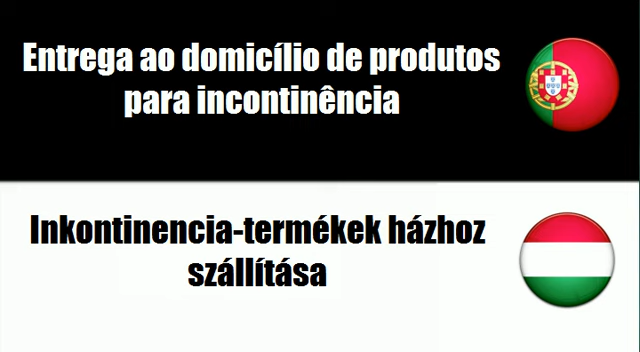 Entrega ao domicílio de produtos
para incontinência
Inkontinencia-termékek házhoz
szállítása